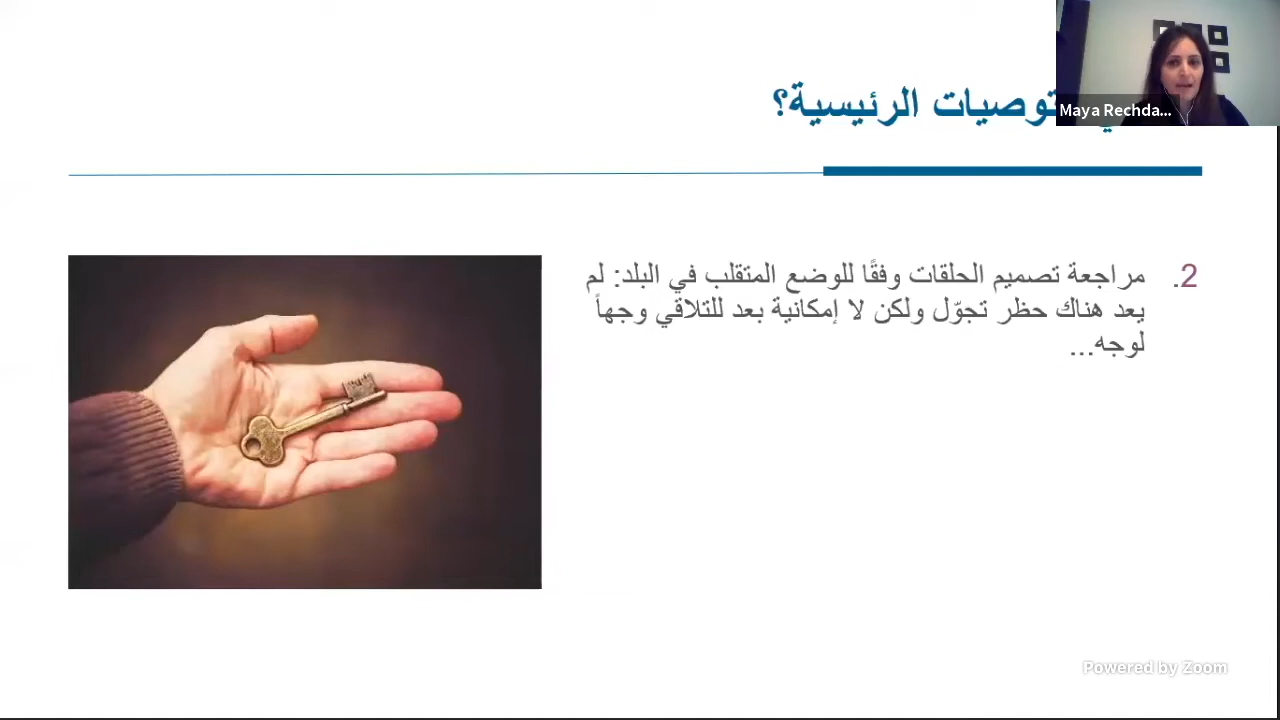 توصيات الرئيسية؟
Maya Rechda...
2. مراجعة تصميم الحلقات وفقًا للوضع المتقلب في البلد: لم
يعد هناك حظر تجوّل ولكن لا إمكانية بعد للتلاقي وجهاً
لوجه...
Powered by Zoom